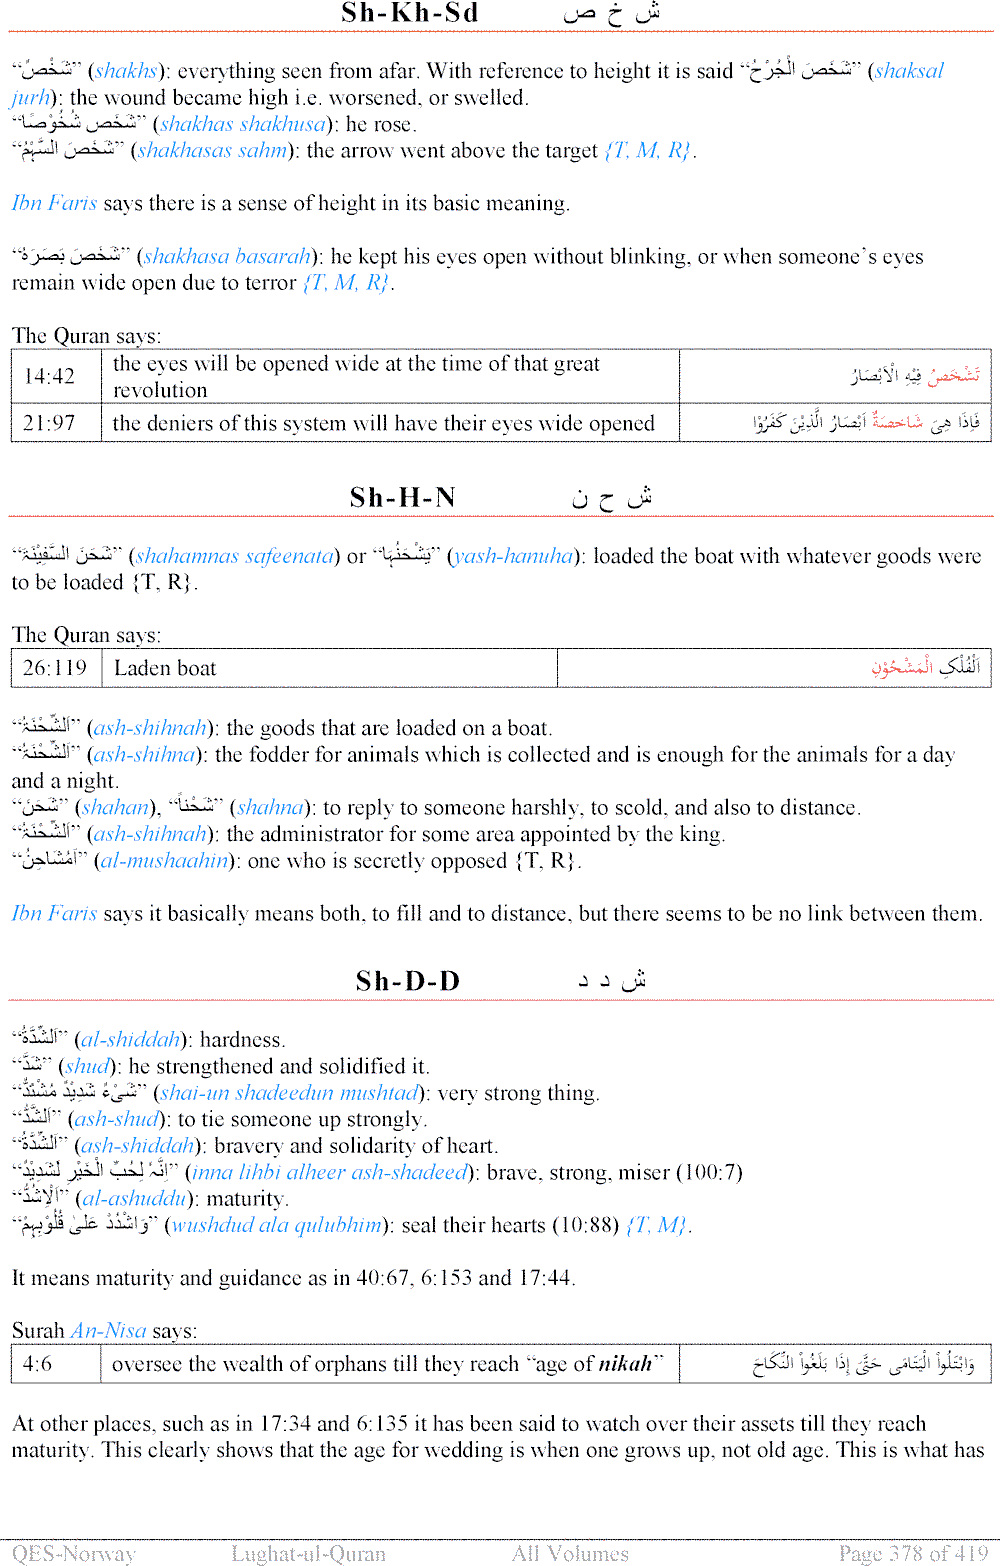 Sh-Kh-Sd ش خ ص
“شَخْصٌ” (shakhs): everything seen from afar. With reference to height it is said “شَخَصَ الْجُرْحُ” (shaksal
jurh): the wound became high i.e. worsened, or swelled.
“شَخَص شُخُوْصًا” (shakhas shakhusa): he rose.
“شَخَصَ السَّہْمُ” (shakhasas sahm): the arrow went above the target {T, M, R}.
Ibn Faris says there is a sense of height in its basic meaning.
“شَخَصَ بَصَرَہٗ” (shakhasa basarah): he kept his eyes open without blinking, or when someone’s eyes
remain wide open due to terror {T, M, R}.
The Quran says:
14:42 the eyes will be opened wide at the time of that great تَشْخَصُ فِیْہِ الْاَبْصَارُ
revolution
21:97 the deniers of this system will have their eyes wide opened فَاِذَا ھِیَ شَاخصَۃٌ اَبْصَارُ الَّذِیْنَ کَفَرُوْا
Sh-H-N ش ح ن
“شَحَنَ السَّفِیْنَۃَ” (shahamnas safeenata) or “یَشْحَنُہَا” (yash-hanuha): loaded the boat with whatever goods were
to be loaded {T, R}.
The Quran says:
26:119 Laden boat اَلْفُلْکِ الْمَشْحُوْنِ
“اَلشِّحْنَۃُ” (ash-shihnah): the goods that are loaded on a boat.
“اَلشِّحْنَۃُ” (ash-shihna): the fodder for animals which is collected and is enough for the animals for a day
and a night.
“شَحَنَ” (shahan), “شَحْناً” (shahna): to reply to someone harshly, to scold, and also to distance.
“اَلشِّحْنَۃُ” (ash-shihnah): the administrator for some area appointed by the king.
“اَمُشَاحِنُ” (al-mushaahin): one who is secretly opposed {T, R}.
Ibn Faris says it basically means both, to fill and to distance, but there seems to be no link between them.
Sh-D-D ش د د
“اَلشِّدَّۃُ” (al-shiddah): hardness.
“شَدَّ” (shud): he strengthened and solidified it.
“شَیْءٌ شَدِیْدٌ مُشْتَدٌّ” (shai-un shadeedun mushtad): very strong thing.
“اَلشَّدُّ” (ash-shud): to tie someone up strongly.
“اَلشِّدَّۃُ” (ash-shiddah): bravery and solidarity of heart.
“اِنَّہٗ لِحُبِّ الْخَیْرِ لَشَدِیْدٌ” (inna lihbi alheer ash-shadeed): brave, strong, miser (100:7)
“اَلْاِشُدُّ” (al-ashuddu): maturity.
“وَاشْدُدْ عَلیٰ قُلُوْبِہِمْ” (wushdud ala qulubhim): seal their hearts (10:88) {T, M}.
It means maturity and guidance as in 40:67, 6:153 and 17:44.
Surah An-Nisa says:
4:6 oversee the wealth of orphans till they reach “age of nikah” وَابْتَلُواْ الْيَتَامَى حَتَّىَ إِذَا بَلَغُواْ النِّكَاحَ
At other places, such as in 17:34 and 6:135 it has been said to watch over their assets till they reach
maturity. This clearly shows that the age for wedding is when one grows up, not old age. This is what has
QES-Norway Lughat-ul-Quran All Volumes Page 378 of 419